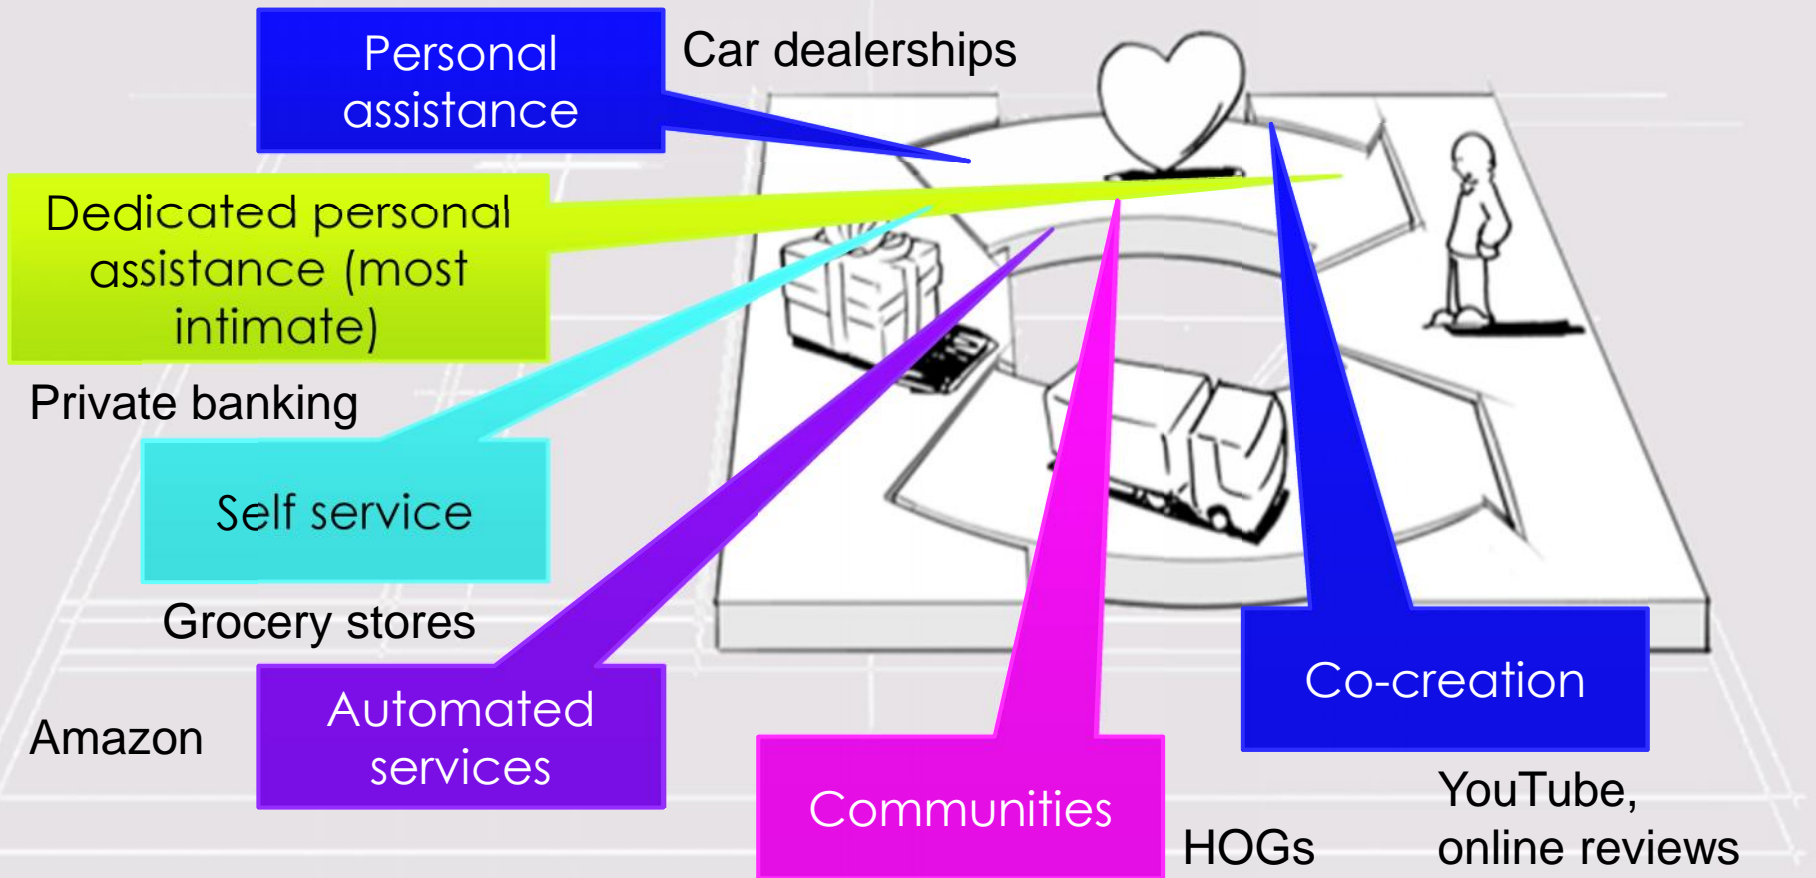 Personal
assistance
Car dealerships
Dedicated personal
assistance (most
intimate)
Private banking
Self service
Grocery stores
Automated
services
Amazon
Communities
HOGs
Co-creation
YouTube,
online reviews